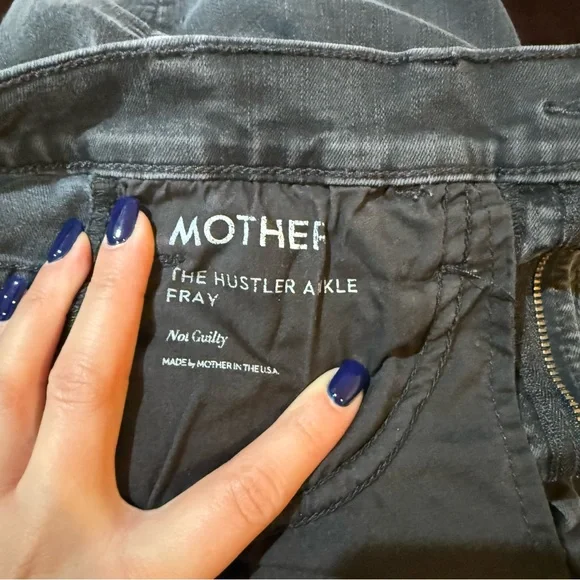 MOTHER
THE HUSTLER ANKLE
FRAY
Not Guilty
MADE by MOTHER IN THE U.S.A.